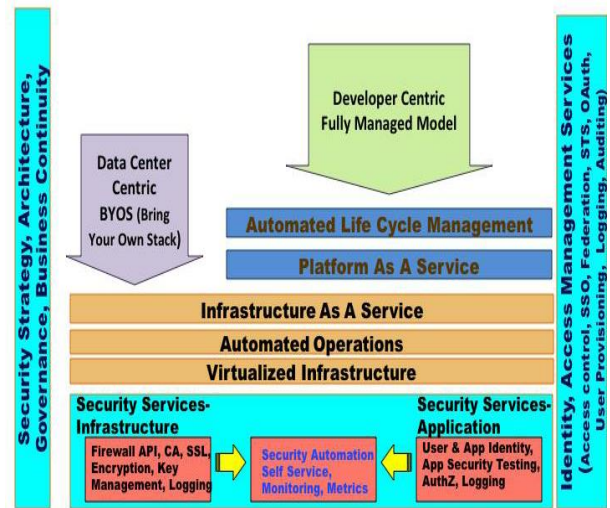 Security Strategy, Architecture,
Governance, Business Continuity
Data Center
Centric
BYOS (Bring
Your Own Stack)
Developer Centric
Fully Managed Model
Automated Life Cycle Management
Platform As A Service
Infrastructure As A Service
Automated Operations
Virtualized Infrastructure
Security Services-
Infrastructure
Firewall API, CA, SSL,
Encryption, Key
Management, Logging
Security Automation
Self Service,
Monitoring, Metrics
Security Services-
Application
User & App Identity,
App Security Testing,
AuthZ, Logging
Identity, Access Management Services
(Access control, SSO, Federation, STS, OAuth,
User Provisioning, Logging, Auditing)